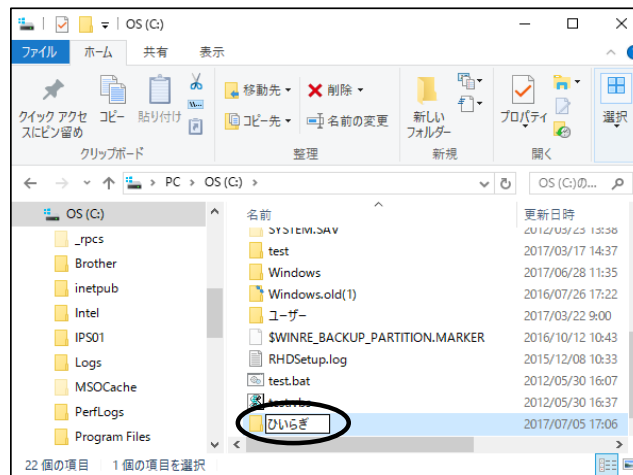 OS (C:)
ファイル ホーム 共有 表示
クイック アクセスにピン留め コピー 貼り付け
移動先 削除
コピー先 名前の変更
新しいフォルダー
プロパティ
選択
クリップボード 整理 新規 開く
PC OS (C:) OS (C:)の...
OS (C:)
_rpcs
Brother
inetpub
Intel
IPS01
Logs
MSOCache
PerfLogs
Program Files
名前 更新日時
SYSTEM.SAV 2012/03/23 13:38
test 2017/03/17 14:37
Windows 2017/06/28 11:35
Windows.old(1) 2016/07/26 17:22
ユーザー 2017/03/22 9:00
$WINRE_BACKUP_PARTITION.MARKER 2016/10/12 10:43
RHDSetup.log 2015/12/08 10:33
test.bat 2012/05/30 16:07
test.vbs 2012/05/30 16:37
ひいらぎ 2017/07/05 17:06
22 個の項目 1 個の項目を選択